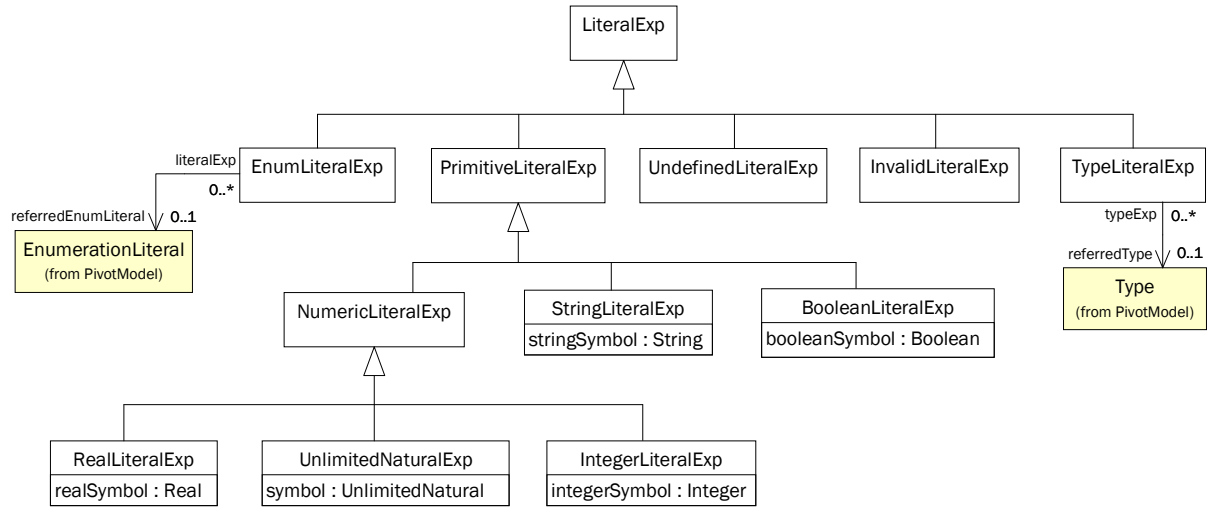 LiteralExp
literalExp
EnumLiteralExp
PrimitiveLiteralExp
UndefinedLiteralExp
InvalidLiteralExp
TypeLiteralExp
0..*
referredEnumLiteral
0..1
typeExp
0..*
EnumerationLiteral
(from PivotModel)
referredType
0..1
Type
(from PivotModel)
NumericLiteralExp
StringLiteralExp
stringSymbol : String
BooleanLiteralExp
booleanSymbol : Boolean
RealLiteralExp
realSymbol : Real
UnlimitedNaturalExp
symbol : UnlimitedNatural
IntegerLiteralExp
integerSymbol : Integer